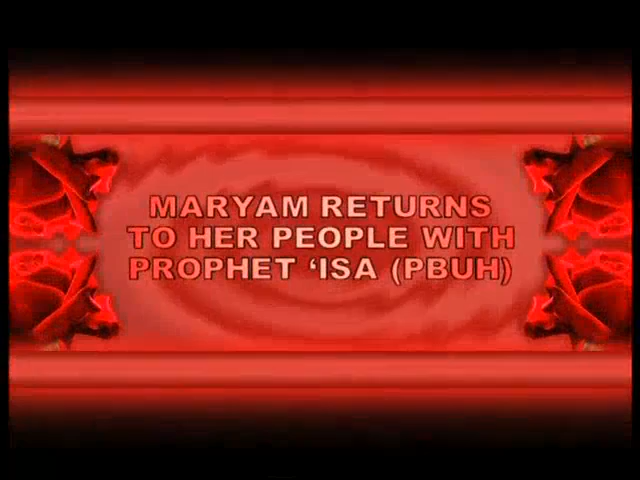 MARYAM RETURNS
TO HER PEOPLE WITH
PROPHET ‘ISA (PBUH)